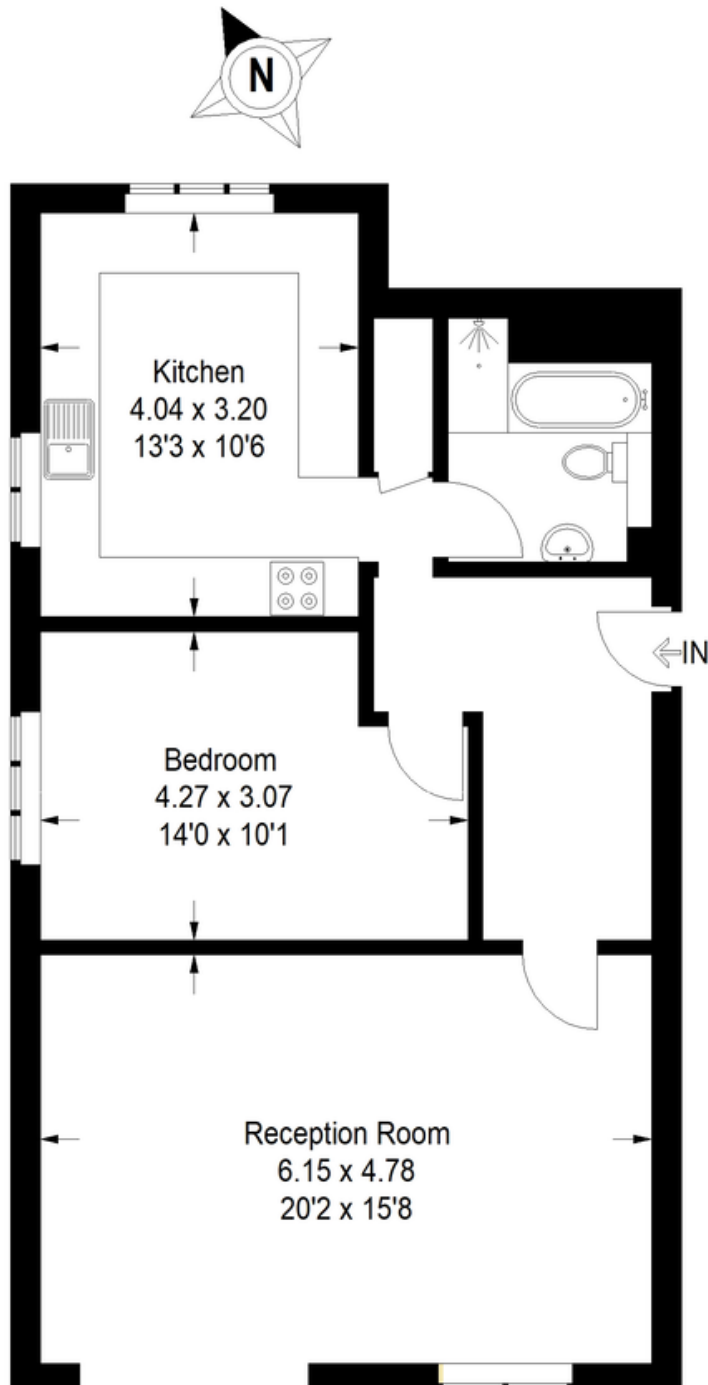 N
Kitchen
4.04 x 3.20
13'3 x 10'6
IN
Bedroom
4.27 x 3.07
14'0 x 10'1
Reception Room
6.15 x 4.78
20'2 x 15'8